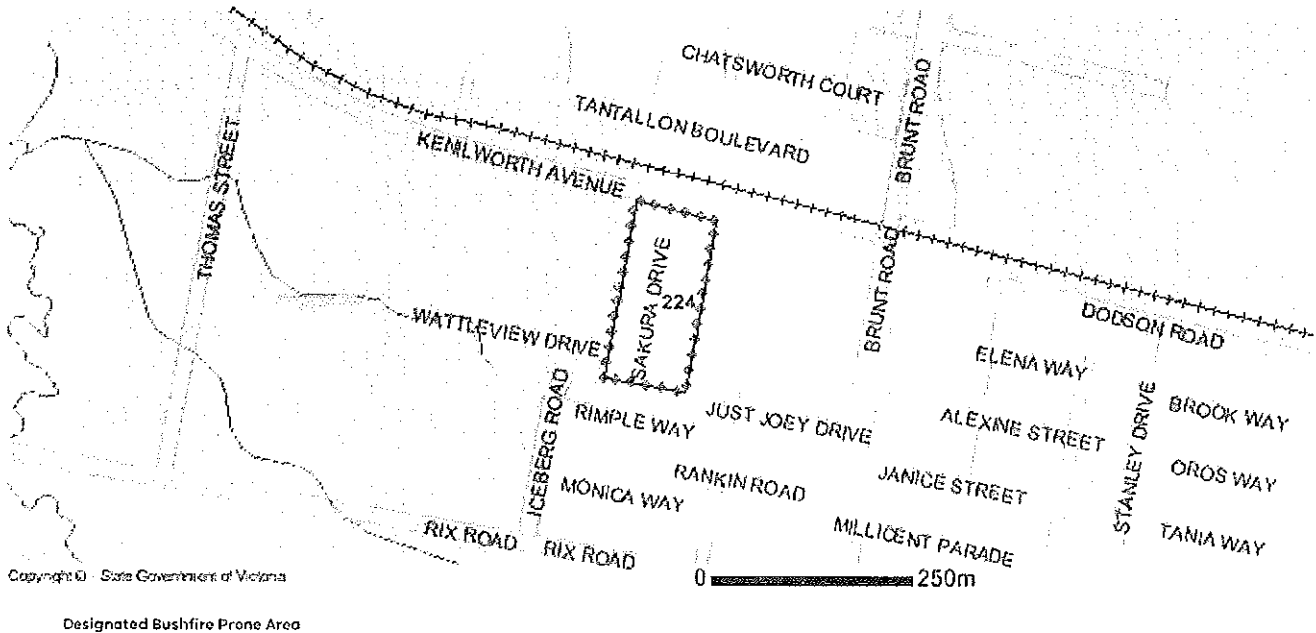 CHATSWORTH COURT
BRUNT ROAD
TANTALLON BOULEVARD
KENILWORTH AVENUE
THOMAS STREET
SAKURA DRIVE
224
BRUNT ROAD
DODSON ROAD
WATTLEVIEW DRIVE
ELENA WAY
ICEBERG ROAD
RIMPLE WAY
JUST JOEY DRIVE
ALEXINE STREET
STANLEY DRIVE
BROOK WAY
MONICA WAY
RANKIN ROAD
JANICE STREET
OROS WAY
RIX ROAD
RIX ROAD
MILLICENT PARADE
TANIA WAY
Copyright © - State Government of Victoria
0 250m
Designated Bushfire Prone Area